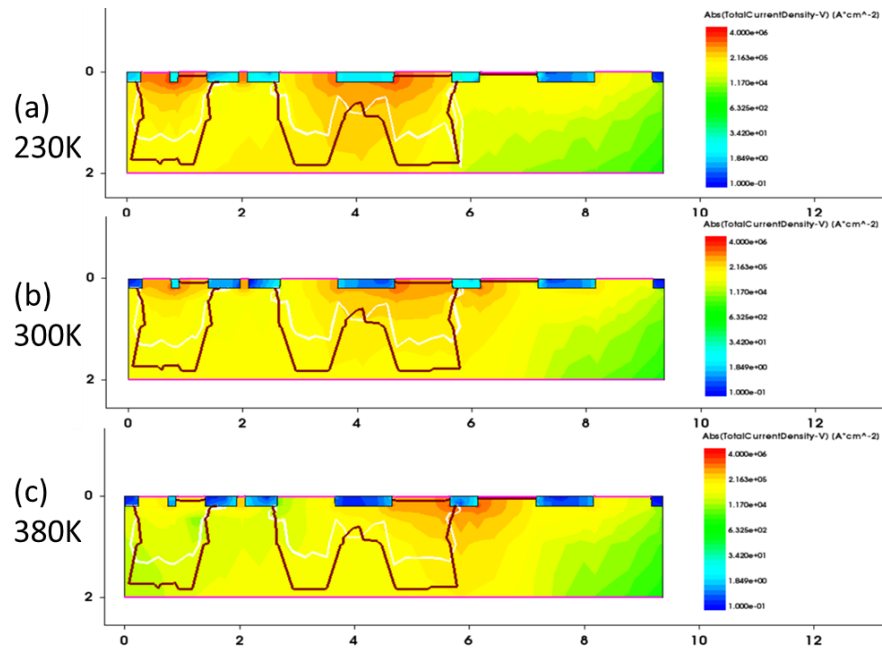 Abs(TotalCurrentDensity-V) (A*cm^-2)
4.000e+06
2.163e+05
1.170e+04
6.325e+02
3.420e+01
1.849e+00
1.000e-01
(a)
230K
0
2
0 2 4 6 8 10 12
Abs(TotalCurrentDensity-V) (A*cm^-2)
4.000e+06
2.163e+05
1.170e+04
6.325e+02
3.420e+01
1.849e+00
1.000e-01
(b)
300K
0
2
0 2 4 6 8 10 12
Abs(TotalCurrentDensity-V) (A*cm^-2)
4.000e+06
2.163e+05
1.170e+04
6.325e+02
3.420e+01
1.849e+00
1.000e-01
(c)
380K
0
2
0 2 4 6 8 10 12